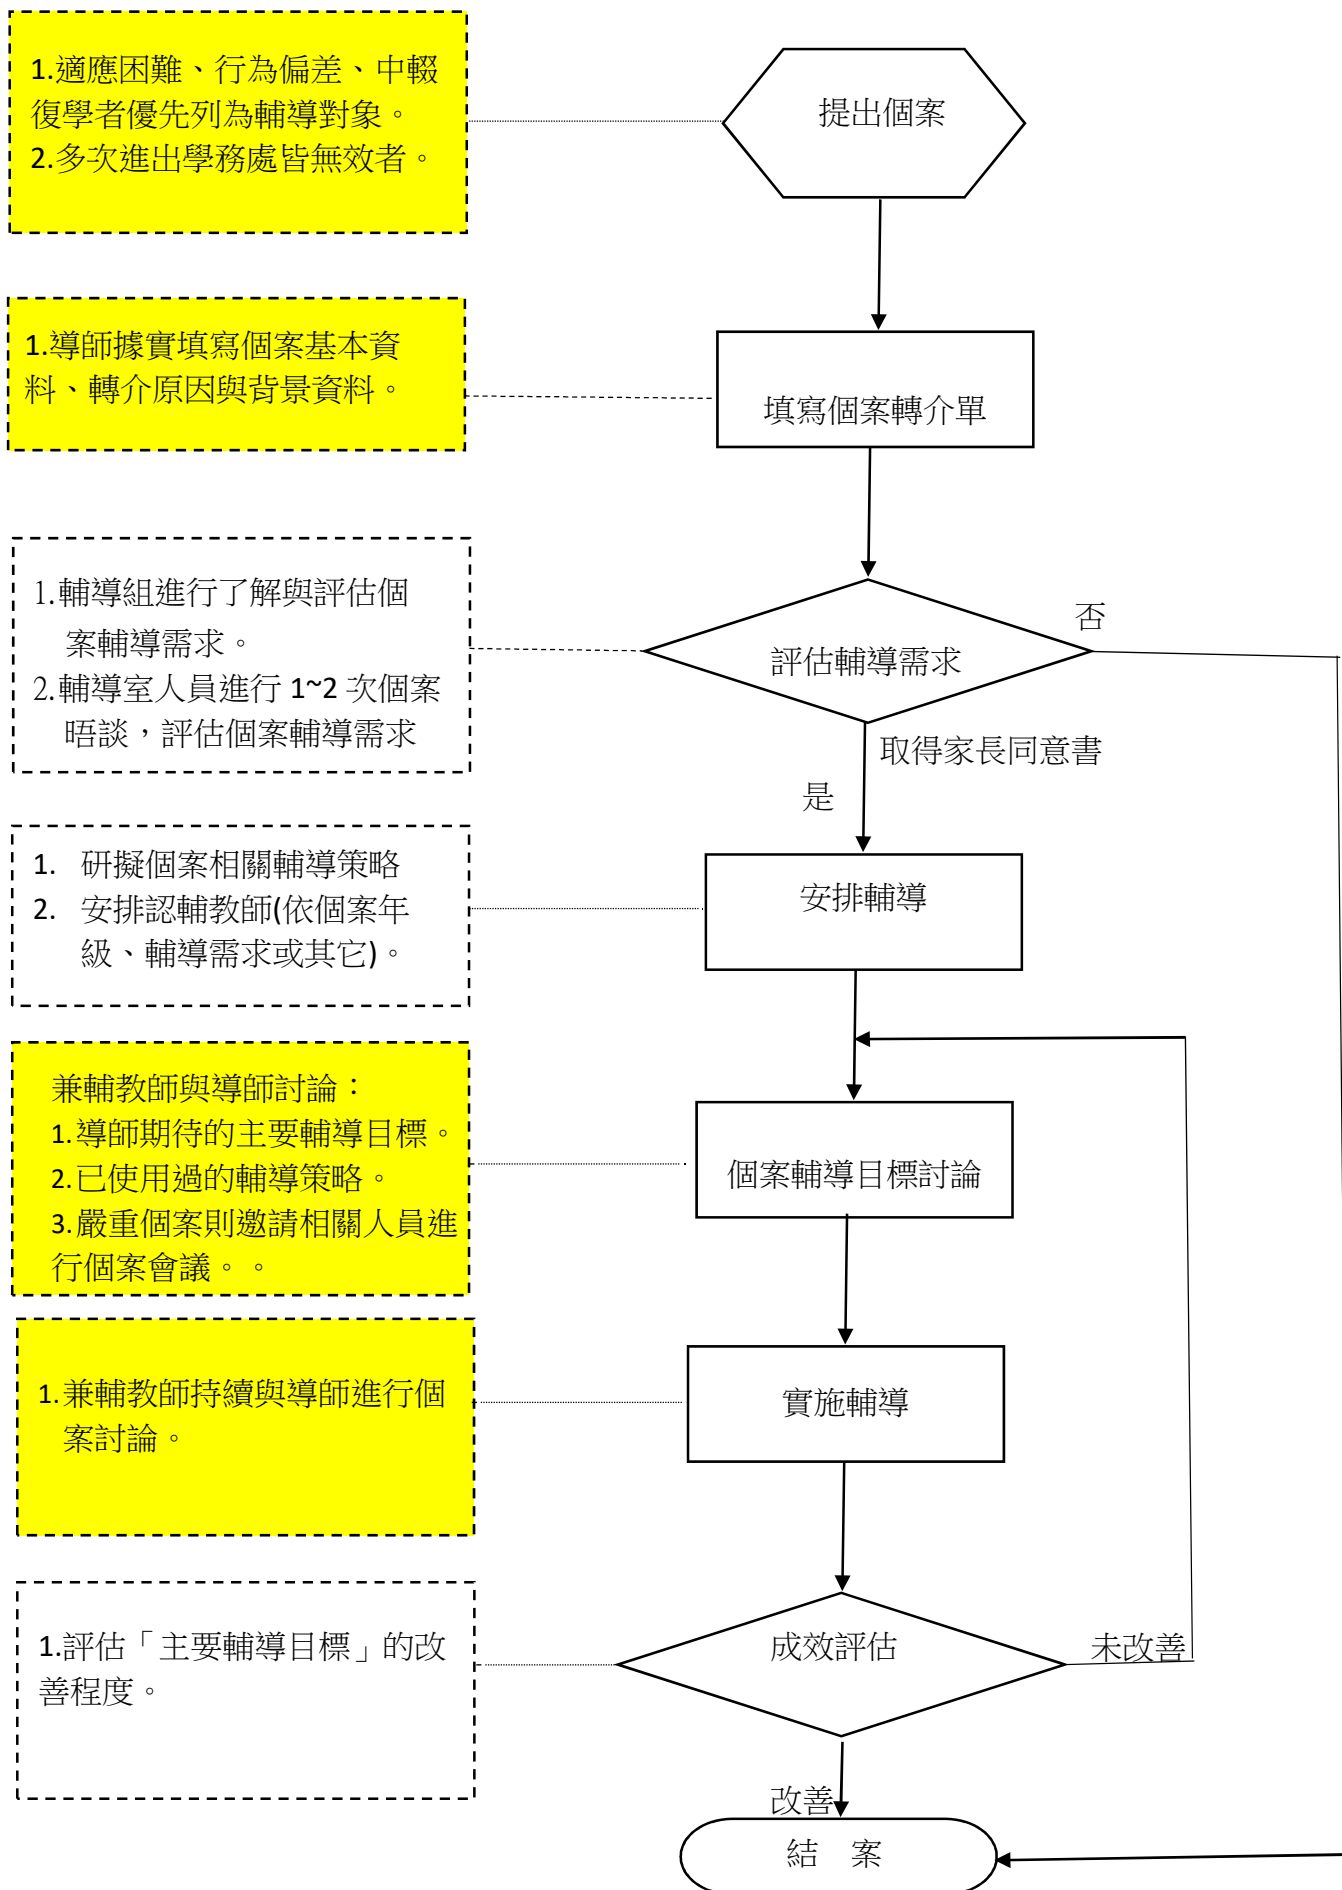 1.適應困難、行為偏差、中輟
復學者優先列為輔導對象。
2.多次進出學務處皆無效者。
提出個案
1.導師據實填寫個案基本資
料、轉介原因與背景資料。
填寫個案轉介單
1.輔導組進行了解與評估個
案輔導需求。
2.輔導室人員進行 1~2 次個案
晤談，評估個案輔導需求
評估輔導需求
否
取得家長同意書
是
1. 研擬個案相關輔導策略
2. 安排認輔教師(依個案年
級、輔導需求或其它)。
安排輔導
兼輔教師與導師討論：
1.導師期待的主要輔導目標。
2.已使用過的輔導策略。
3.嚴重個案則邀請相關人員進
行個案會議。。
個案輔導目標討論
1.兼輔教師持續與導師進行個
案討論。
實施輔導
1.評估「主要輔導目標」的改
善程度。
成效評估
未改善
改善
結 案